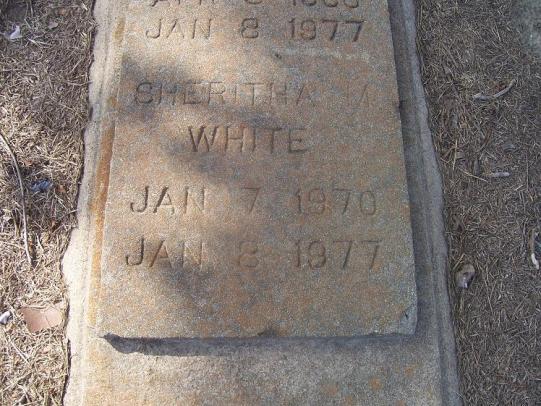 JAN 8 1977
SHERITHA M
WHITE
JAN 7 1970
JAN 8 1977